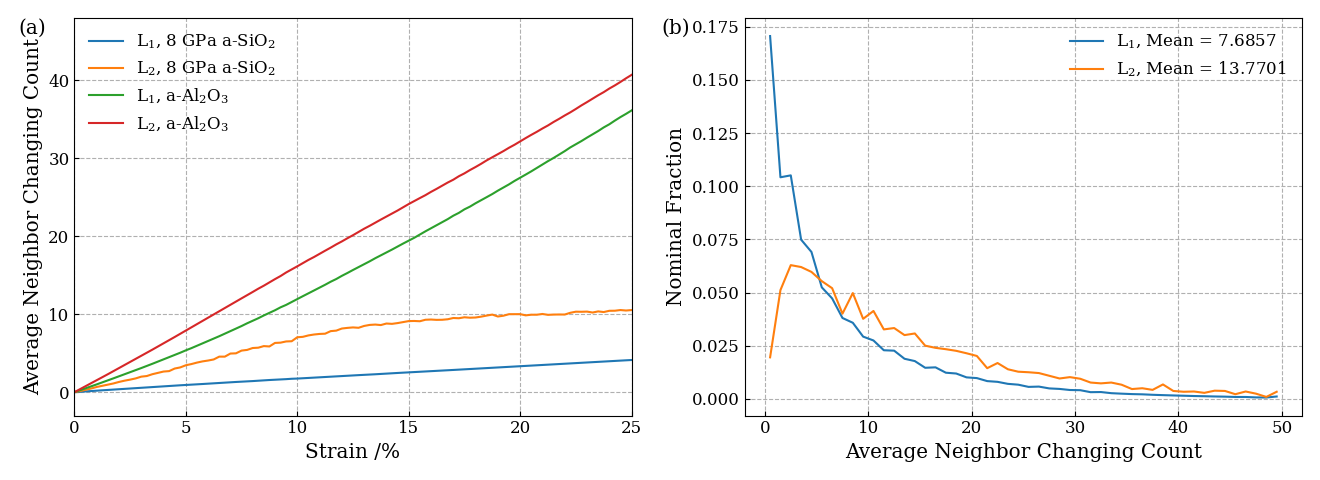 (a)
Average Neighbor Changing Count
40
30
20
10
0
0 5 10 15 20 25
Strain /%
L₁, 8 GPa a-SiO₂
L₂, 8 GPa a-SiO₂
L₁, a-Al₂O₃
L₂, a-Al₂O₃
(b)
Nominal Fraction
0.175
0.150
0.125
0.100
0.075
0.050
0.025
0.000
0 10 20 30 40 50
Average Neighbor Changing Count
L₁, Mean = 7.6857
L₂, Mean = 13.7701